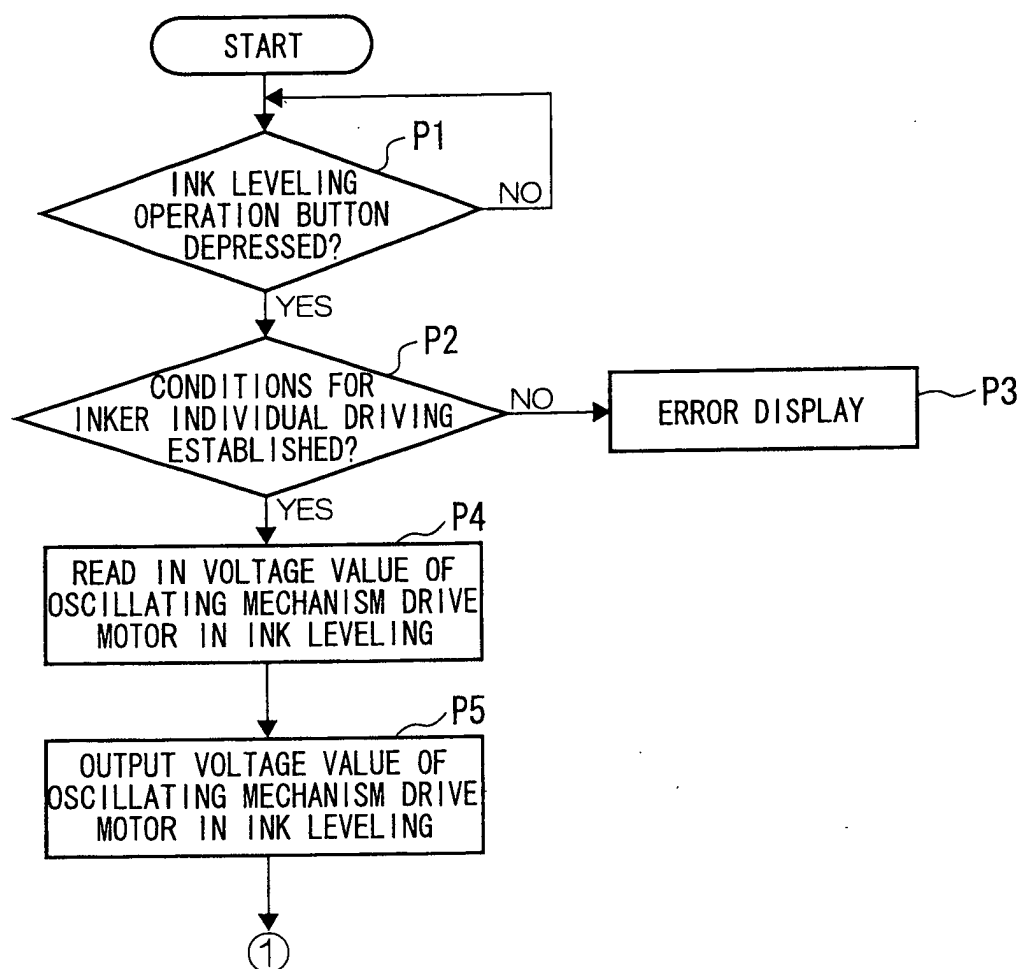 START
P1
INK LEVELING
OPERATION BUTTON
DEPRESSED?
NO
YES
P2
CONDITIONS FOR
INKER INDIVIDUAL DRIVING
ESTABLISHED?
NO
ERROR DISPLAY
P3
YES
P4
READ IN VOLTAGE VALUE OF
OSCILLATING MECHANISM DRIVE
MOTOR IN INK LEVELING
P5
OUTPUT VOLTAGE VALUE OF
OSCILLATING MECHANISM DRIVE
MOTOR IN INK LEVELING
1